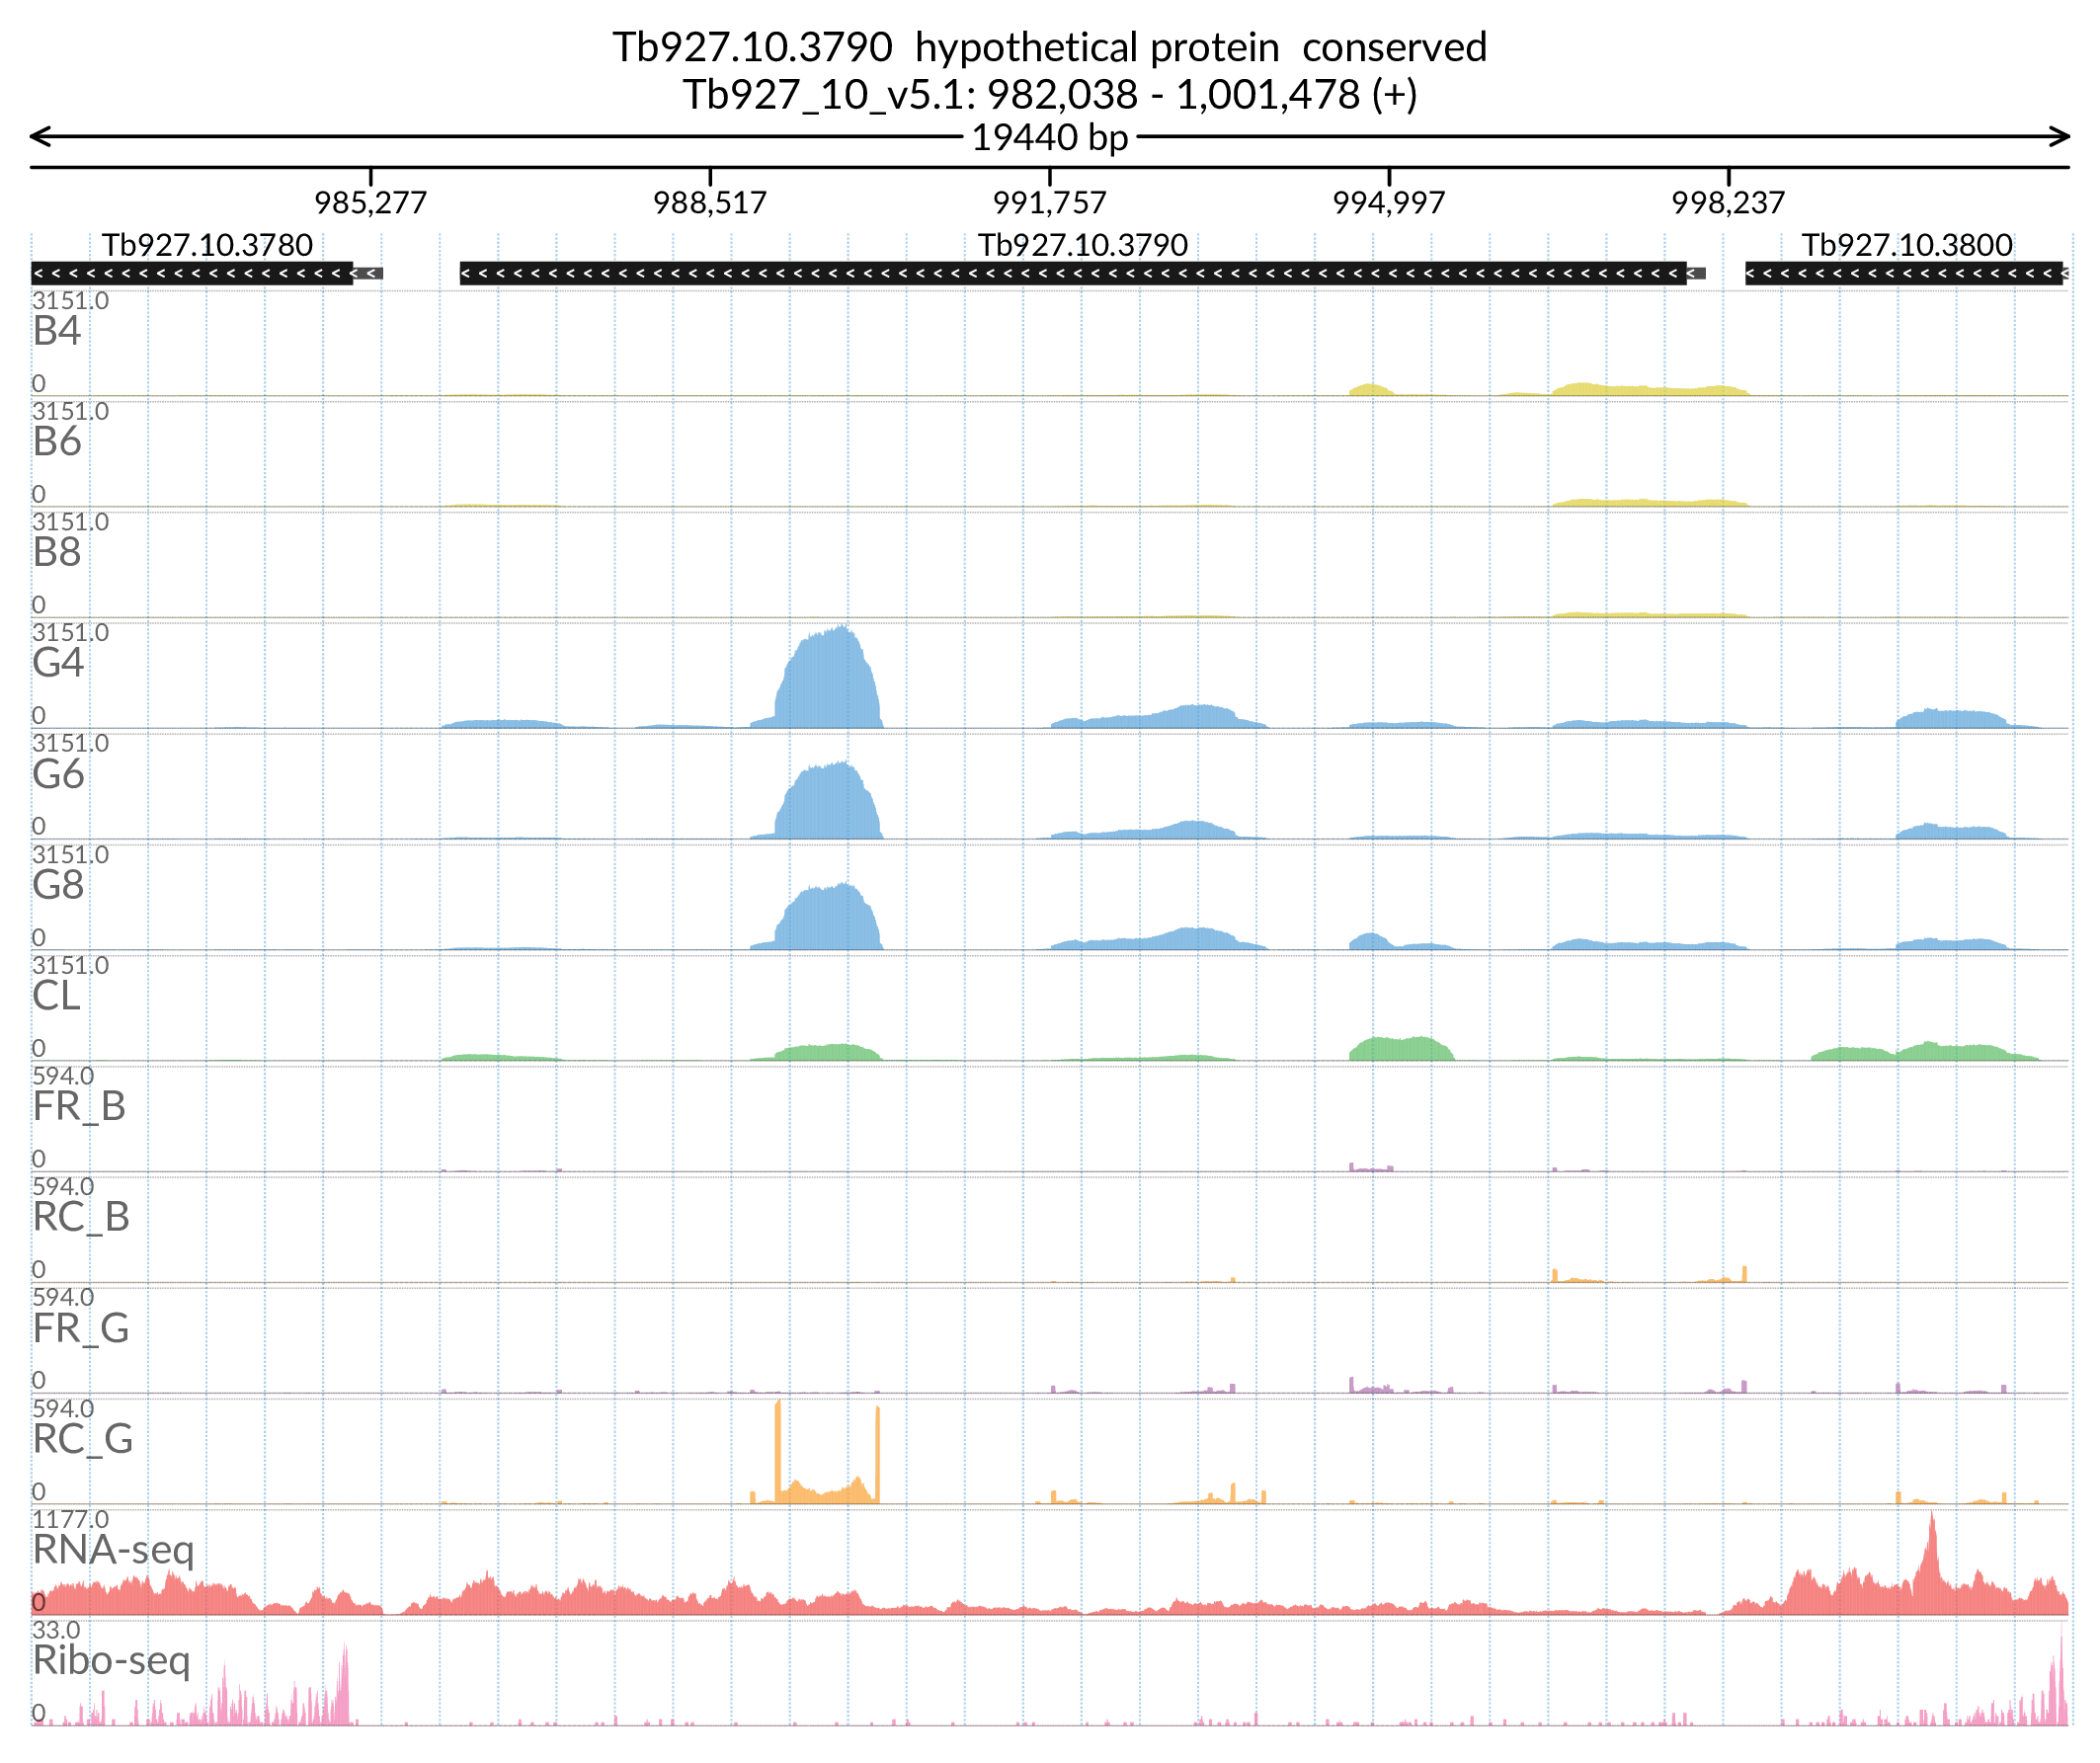 Tb927.10.3790  hypothetical protein  conserved
Tb927_10_v5.1: 982,038 - 1,001,478 (+)
19440 bp
985,277 988,517 991,757 994,997 998,237
Tb927.10.3780 Tb927.10.3790 Tb927.10.3800
3151.0
B4
0
3151.0
B6
0
3151.0
B8
0
3151.0
G4
0
3151.0
G6
0
3151.0
G8
0
3151.0
CL
0
594.0
FR_B
0
594.0
RC_B
0
594.0
FR_G
0
594.0
RC_G
0
1177.0
RNA-seq
0
33.0
Ribo-seq
0